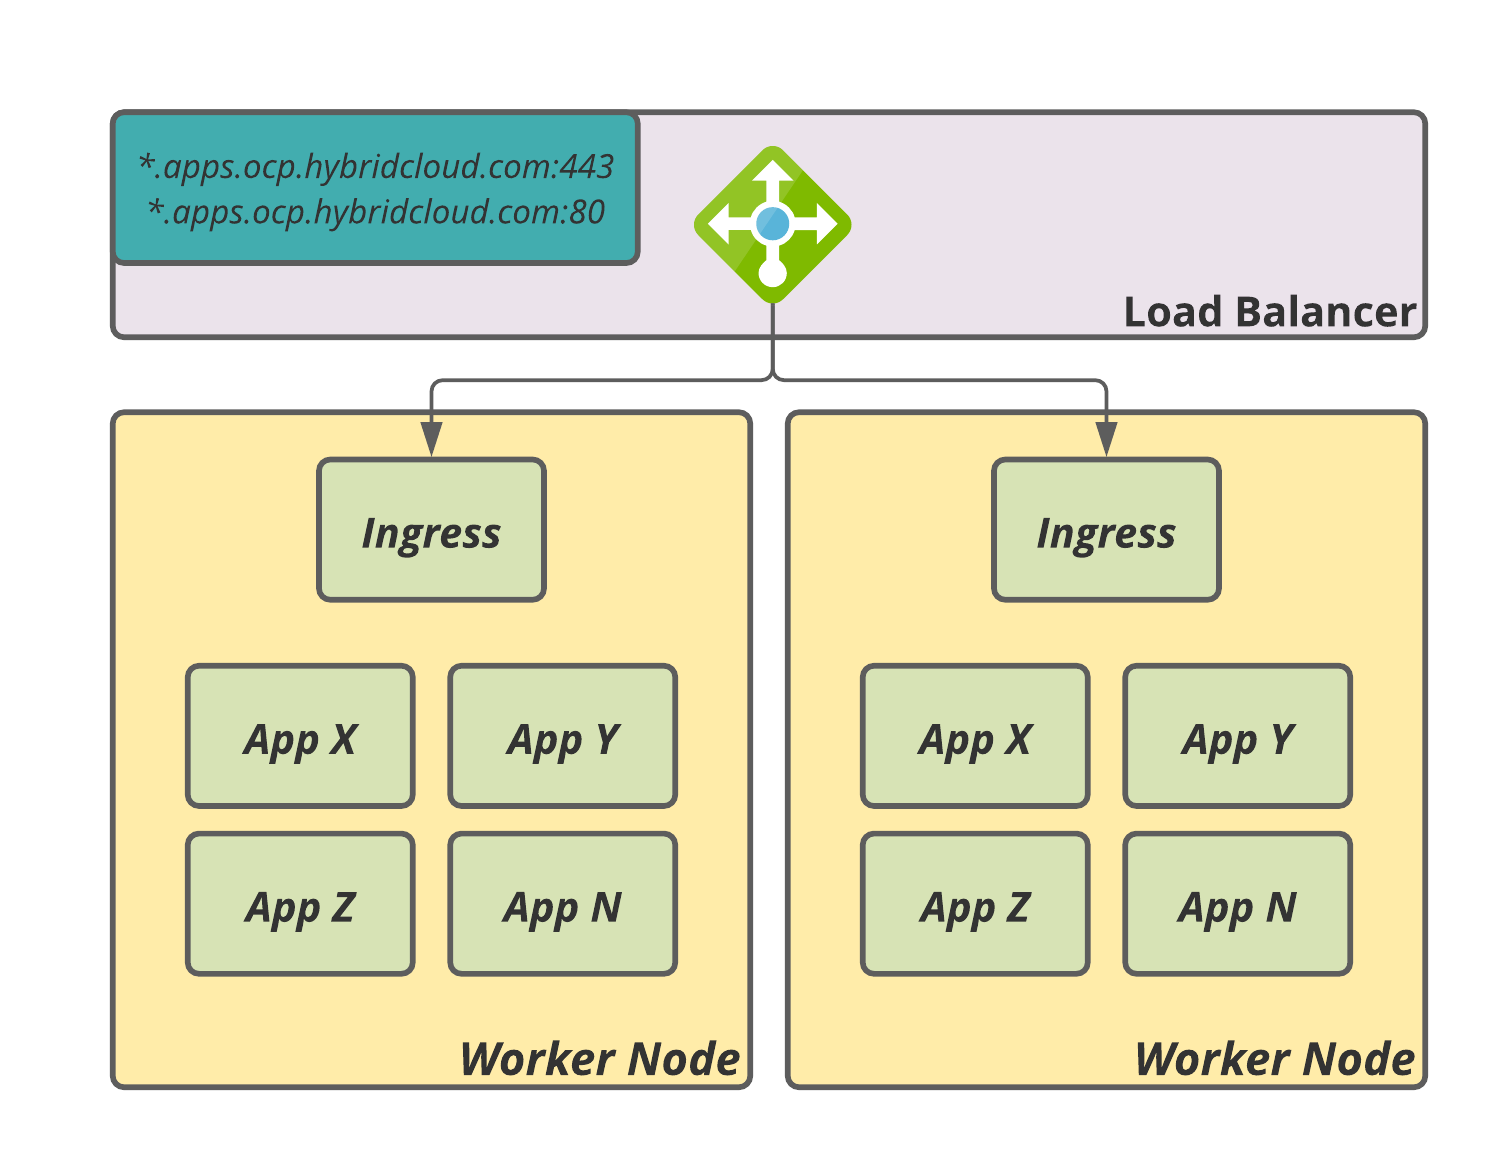 *.apps.ocp.hybridcloud.com:443
*.apps.ocp.hybridcloud.com:80
Load Balancer
Ingress
App X
App Y
App Z
App N
Worker Node
Ingress
App X
App Y
App Z
App N
Worker Node